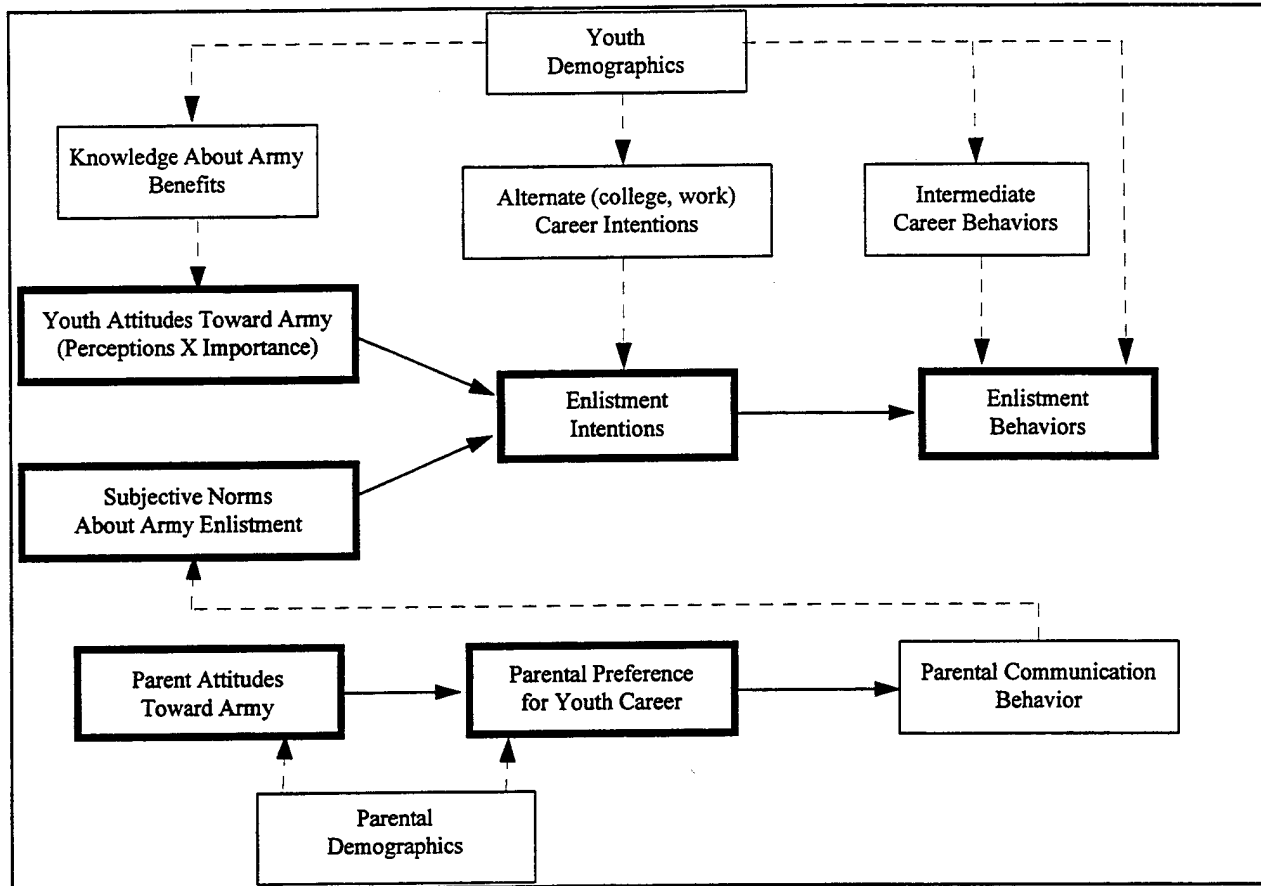 Youth
Demographics
Knowledge About Army
Benefits
Alternate (college, work)
Career Intentions
Intermediate
Career Behaviors
Youth Attitudes Toward Army
(Perceptions X Importance)
Enlistment
Intentions
Enlistment
Behaviors
Subjective Norms
About Army Enlistment
Parent Attitudes
Toward Army
Parental Preference
for Youth Career
Parental Communication
Behavior
Parental
Demographics